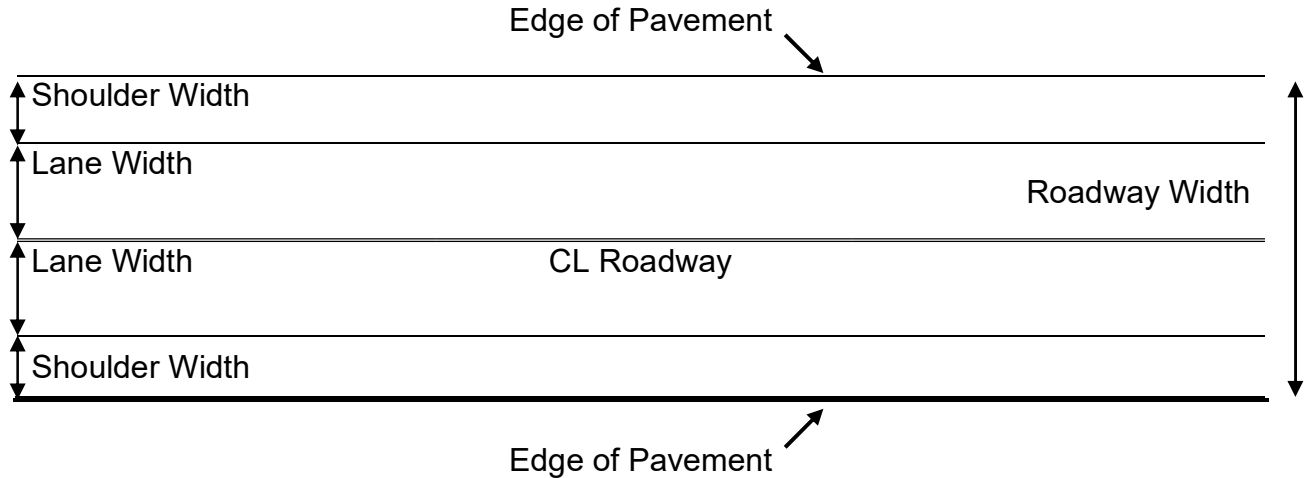 Edge of Pavement
Shoulder Width
Lane Width
Roadway Width
Lane Width
CL Roadway
Shoulder Width
Edge of Pavement